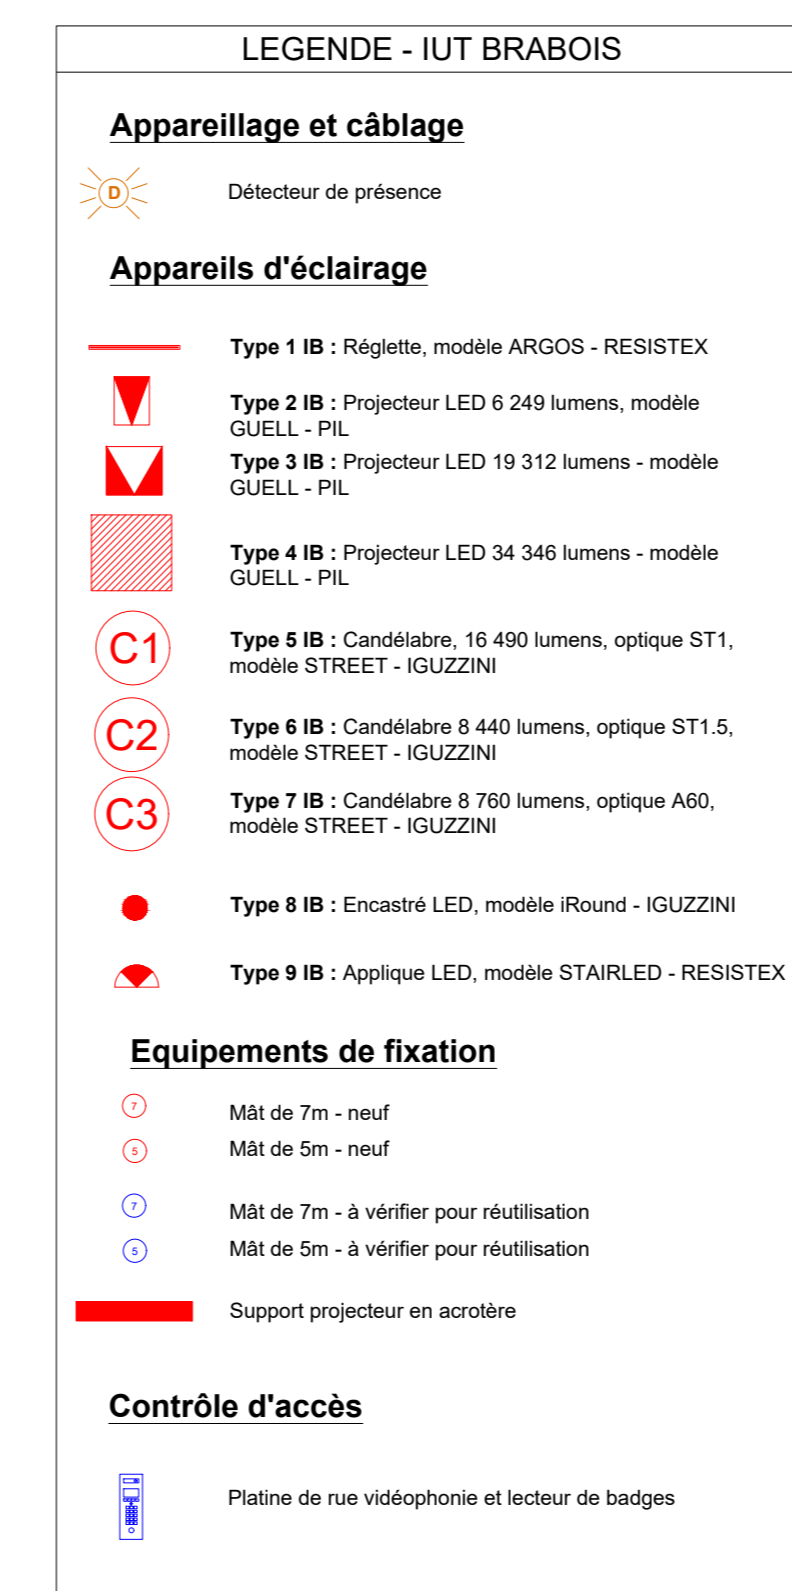 LEGENDE - IUT BRABOIS
Appareillage et câblage
D
Détecteur de présence
Appareils d'éclairage
Type 1 IB : Réglette, modèle ARGOS - RESISTEX
Type 2 IB : Projecteur LED 6 249 lumens, modèle
GUELL - PIL
Type 3 IB : Projecteur LED 19 312 lumens - modèle
GUELL - PIL
Type 4 IB : Projecteur LED 34 346 lumens - modèle
GUELL - PIL
C1
Type 5 IB : Candélabre, 16 490 lumens, optique ST1,
modèle STREET - IGUZZINI
C2
Type 6 IB : Candélabre 8 440 lumens, optique ST1.5,
modèle STREET - IGUZZINI
C3
Type 7 IB : Candélabre 8 760 lumens, optique A60,
modèle STREET - IGUZZINI
Type 8 IB : Encastré LED, modèle iRound - IGUZZINI
Type 9 IB : Applique LED, modèle STAIRLED - RESISTEX
Equipements de fixation
7
Mât de 7m - neuf
5
Mât de 5m - neuf
7
Mât de 7m - à vérifier pour réutilisation
5
Mât de 5m - à vérifier pour réutilisation
Support projecteur en acrotère
Contrôle d'accès
Platine de rue vidéophonie et lecteur de badges